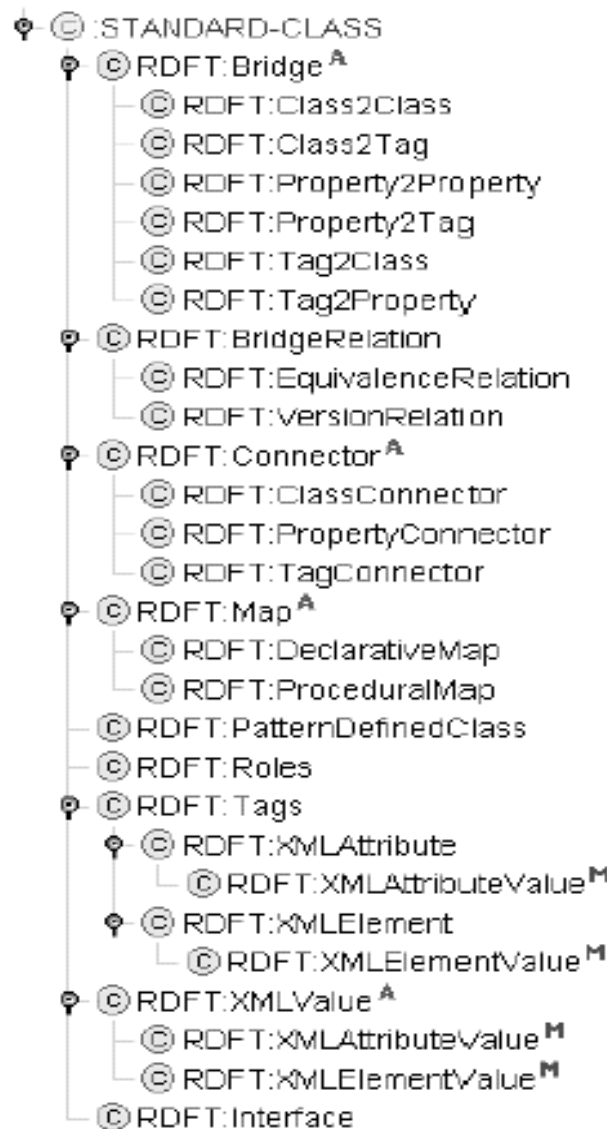 :STANDARD-CLASS
RDFT:Bridge A
RDFT:Class2Class
RDFT:Class2Tag
RDFT:Property2Property
RDFT:Property2Tag
RDFT:Tag2Class
RDFT:Tag2Property
RDFT:BridgeRelation
RDFT:EquivalenceRelation
RDFT:VersionRelation
RDFT:Connector A
RDFT:ClassConnector
RDFT:PropertyConnector
RDFT:TagConnector
RDFT:Map A
RDFT:DeclarativeMap
RDFT:ProceduralMap
RDFT:PatternDefinedClass
RDFT:Roles
RDFT:Tags
RDFT:XMLAttribute
RDFT:XMLAttributeValue M
RDFT:XMLElement
RDFT:XMLElementValue M
RDFT:XMLValue A
RDFT:XMLAttributeValue M
RDFT:XMLElementValue M
RDFT:Interface